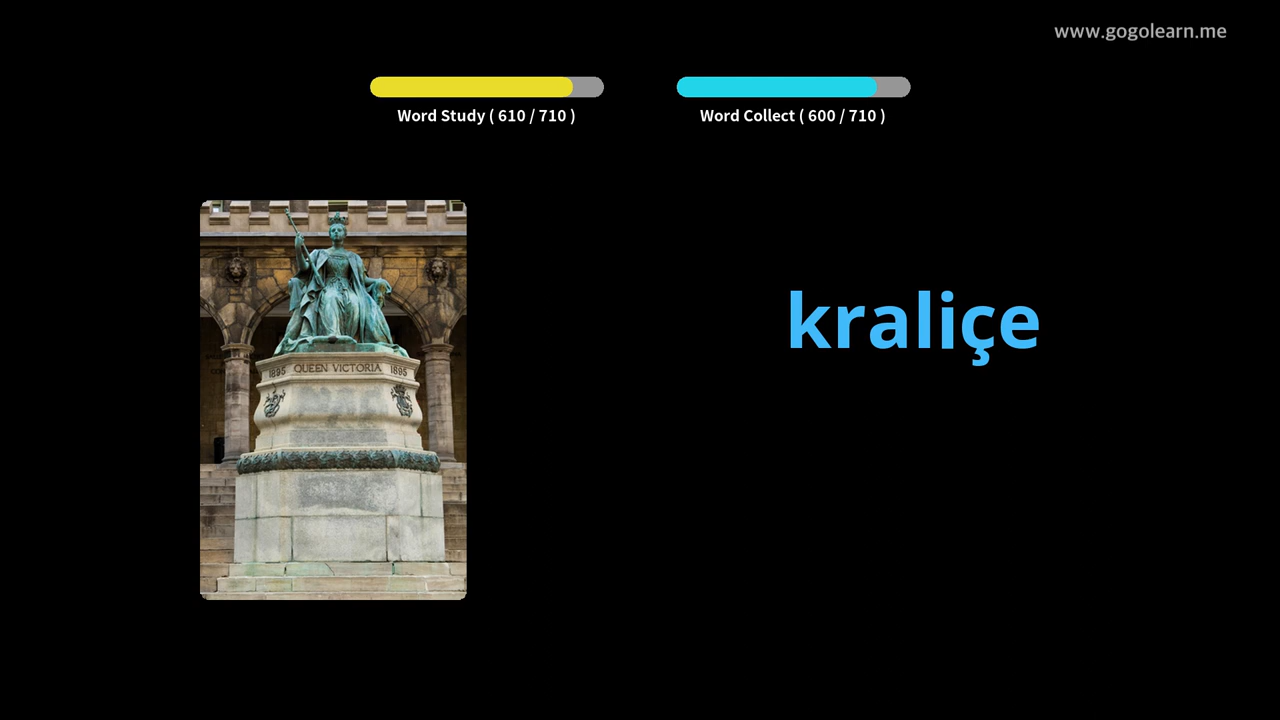 www.gogolearn.me
Word Study ( 610 / 710 )
Word Collect ( 600 / 710 )
kraliçe
1895 QUEEN VICTORIA 1895